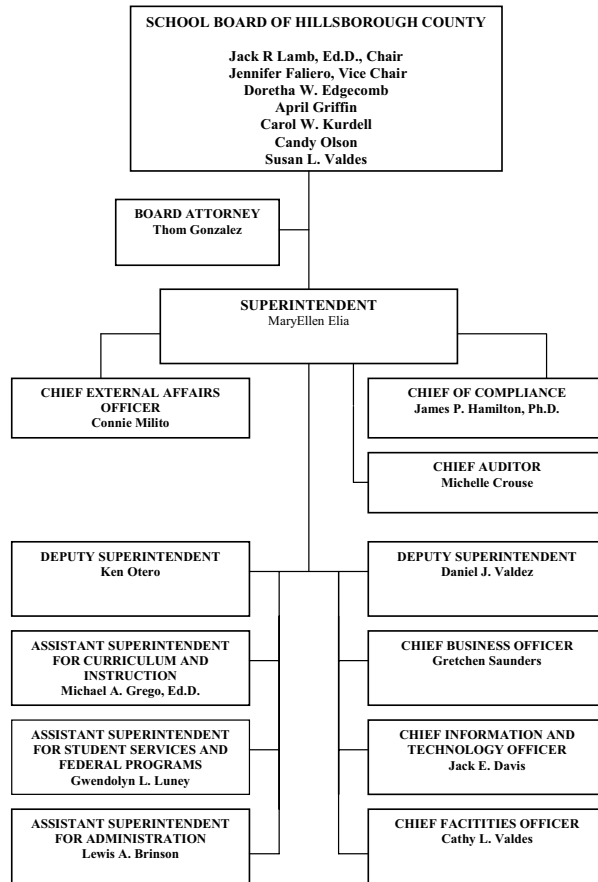 SCHOOL BOARD OF HILLSBOROUGH COUNTY
Jack R Lamb, Ed.D., Chair
Jennifer Faliero, Vice Chair
Doretha W. Edgecomb
April Griffin
Carol W. Kurdell
Candy Olson
Susan L. Valdes
BOARD ATTORNEY
Thom Gonzalez
SUPERINTENDENT
MaryEllen Elia
CHIEF EXTERNAL AFFAIRS
OFFICER
Connie Milito
CHIEF OF COMPLIANCE
James P. Hamilton, Ph.D.
CHIEF AUDITOR
Michelle Crouse
DEPUTY SUPERINTENDENT
Ken Otero
DEPUTY SUPERINTENDENT
Daniel J. Valdez
ASSISTANT SUPERINTENDENT
FOR CURRICULUM AND
INSTRUCTION
Michael A. Grego, Ed.D.
CHIEF BUSINESS OFFICER
Gretchen Saunders
ASSISTANT SUPERINTENDENT
FOR STUDENT SERVICES AND
FEDERAL PROGRAMS
Gwendolyn L. Luney
CHIEF INFORMATION AND
TECHNOLOGY OFFICER
Jack E. Davis
ASSISTANT SUPERINTENDENT
FOR ADMINISTRATION
Lewis A. Brinson
CHIEF FACITITIES OFFICER
Cathy L. Valdes